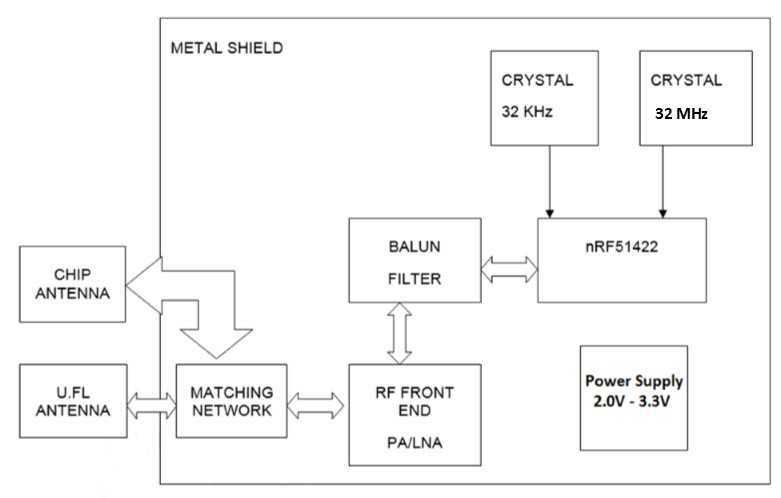 METAL SHIELD
CRYSTAL
32 KHz
CRYSTAL
32 MHz
BALUN
FILTER
nRF51422
CHIP
ANTENNA
U.FL
ANTENNA
MATCHING
NETWORK
RF FRONT
END
PA/LNA
Power Supply
2.0V - 3.3V